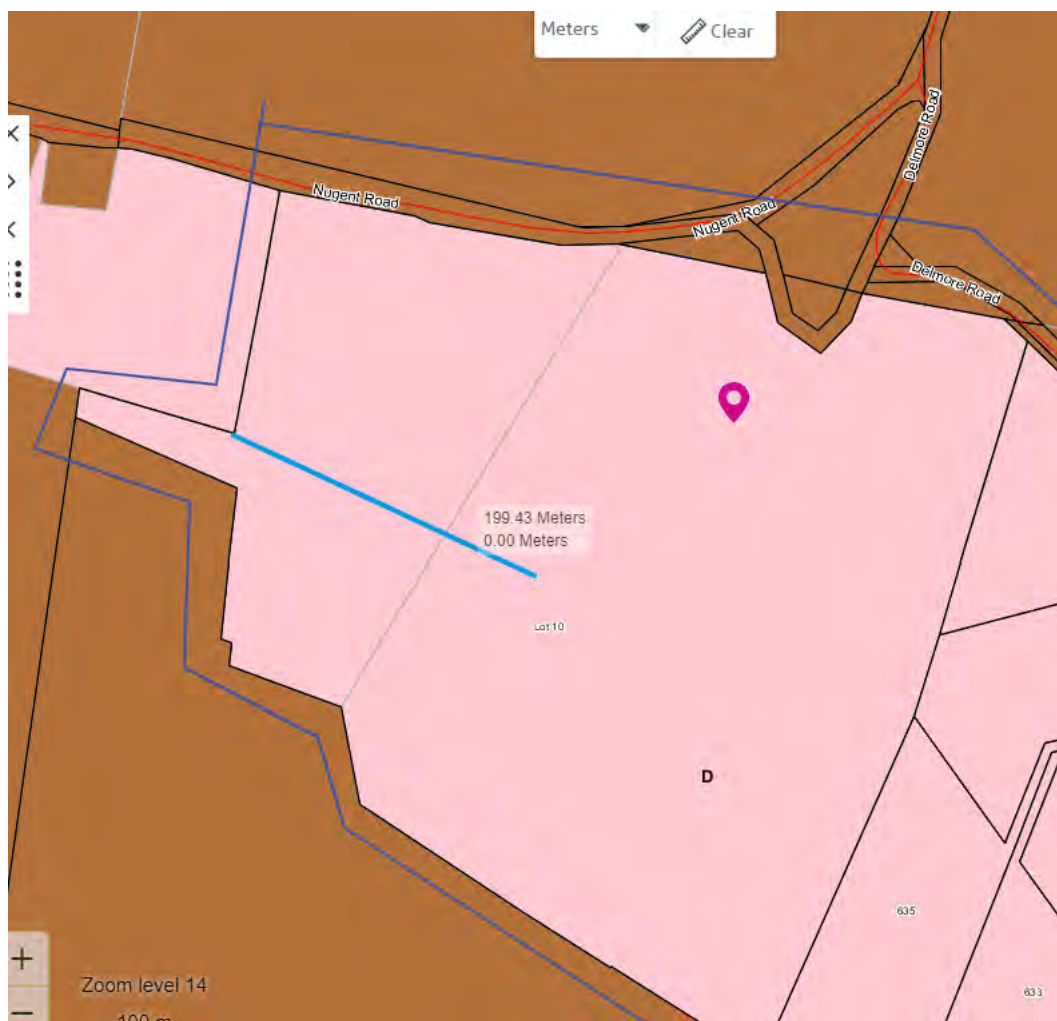 Meters
Clear
Delmore Road
Nugent Road
Nugent Road
Delmore Road
199.43 Meters
0.00 Meters
Lot 10
D
635
633
Zoom level 14
100 m